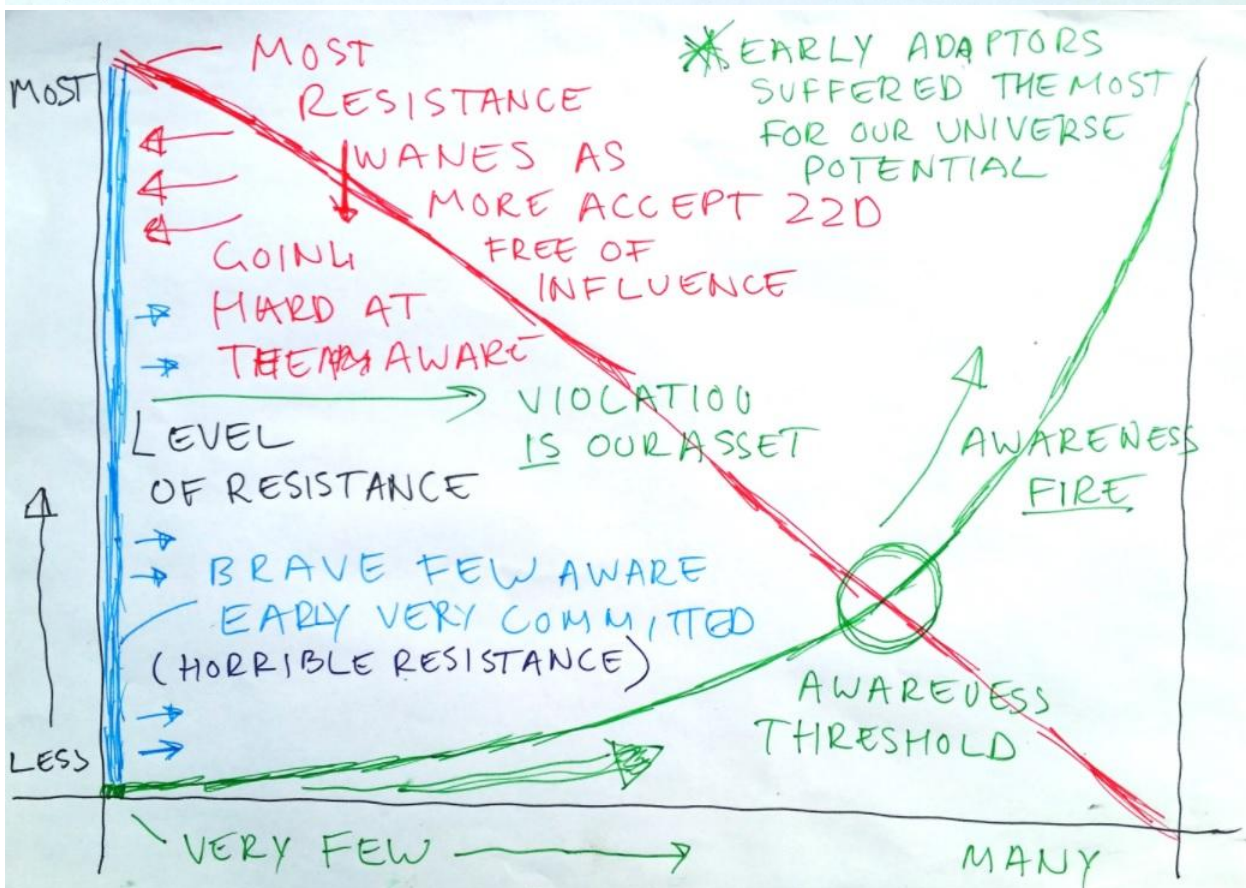 MOST
MOST
RESISTANCE
WANES AS
MORE ACCEPT 22D
FREE OF
INFLUENCE
* EARLY ADAPTORS
SUFFERED THE MOST
FOR OUR UNIVERSE
POTENTIAL
GOING
HARD AT
AWARE
VIOLATION
IS OUR ASSET
LEVEL
OF RESISTANCE
AWARENESS
FIRE
BRAVE FEW AWARE
EARLY VERY COMMITTED
(HORRIBLE RESISTANCE)
AWARENESS
THRESHOLD
LESS
VERY FEW
MANY